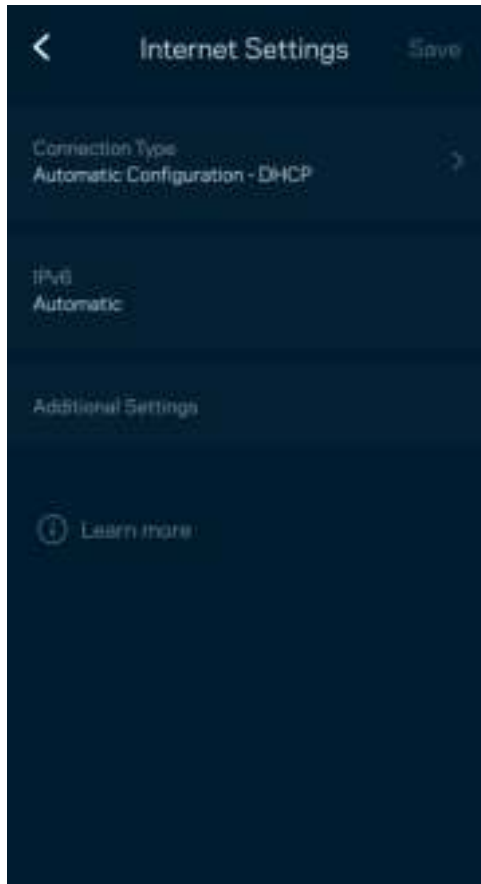 Internet Settings
Save
Connection Type
Automatic Configuration - DHCP
IPv6
Automatic
Additional Settings
Learn more